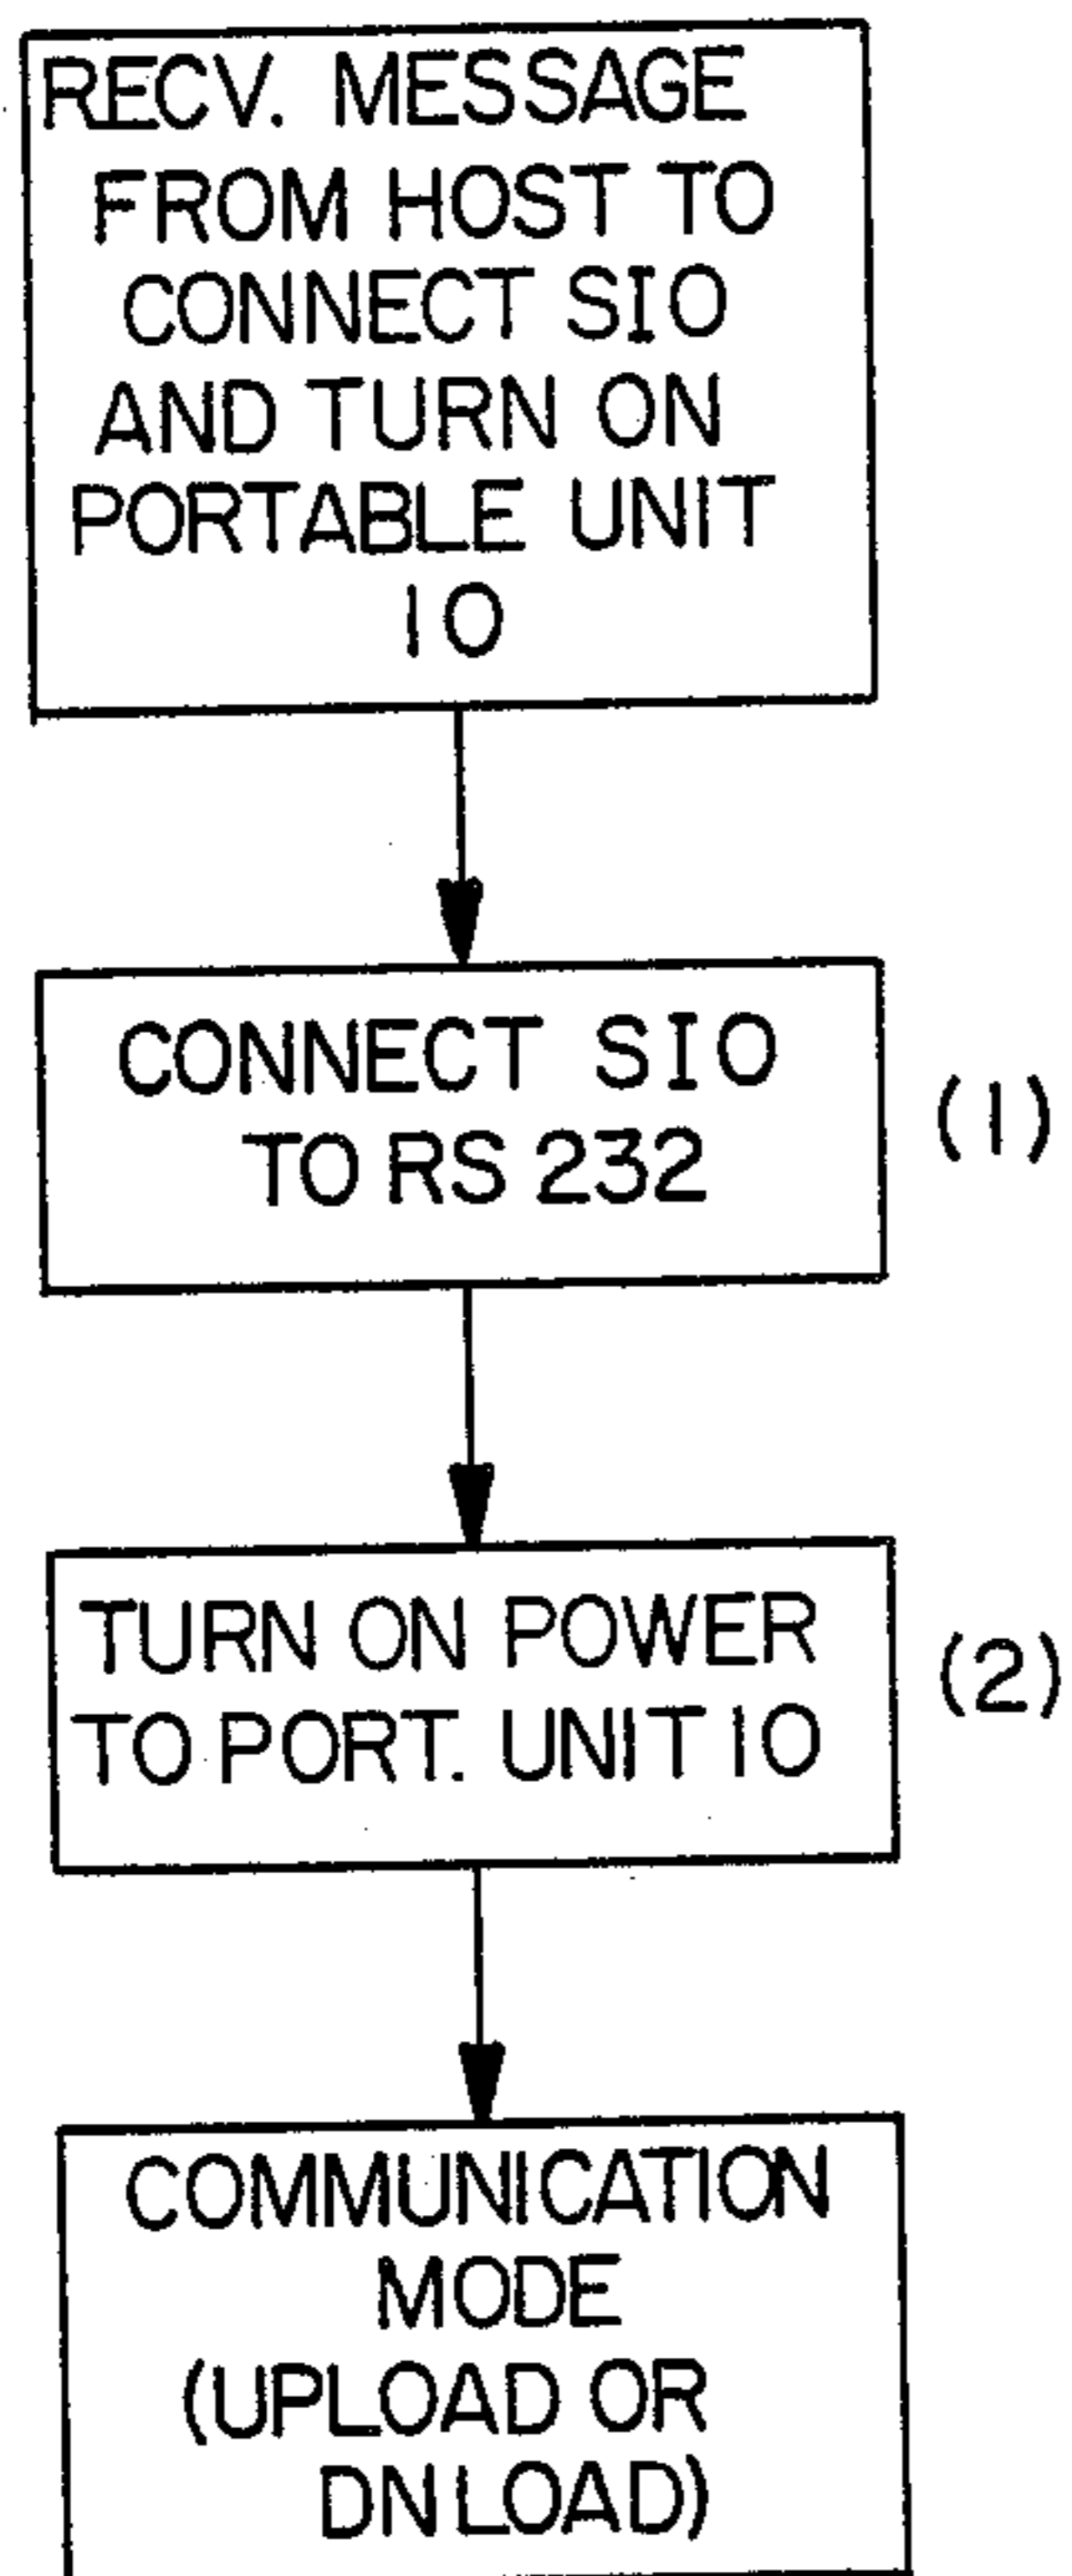 RECV. MESSAGE
FROM HOST TO
CONNECT SIO
AND TURN ON
PORTABLE UNIT
10
CONNECT SIO
TO RS 232
(1)
TURN ON POWER
TO PORT. UNIT 10
(2)
COMMUNICATION
MODE
(UPLOAD OR
DNLOAD)